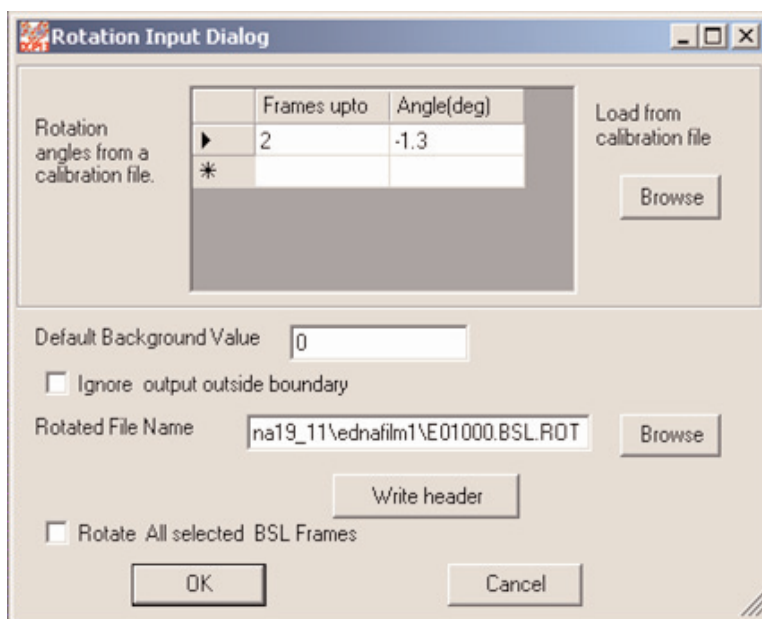 Rotation Input Dialog
Rotation
angles from a
calibration file.
Frames upto Angle(deg)
2 -1.3
Load from
calibration file
Browse
Default Background Value 0
Ignore output outside boundary
Rotated File Name na19_11\ednafilm1\E01000.BSL.ROT Browse
Write header
Rotate All selected BSL Frames
OK Cancel